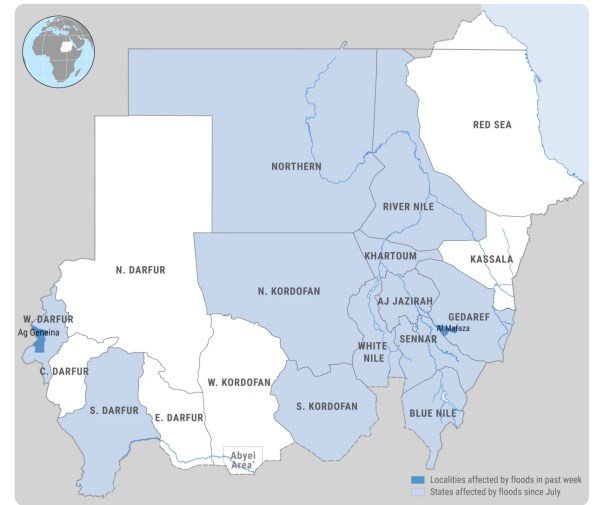 RED SEA
NORTHERN
RIVER NILE
KHARTOUM
KASSALA
N. DARFUR
N. KORDOFAN
AJ JAZIRAH
GEDAREF
W. DARFUR
Ag Geneina
Al Mafaza
SENNAR
WHITE
NILE
C. DARFUR
W. KORDOFAN
S. KORDOFAN
S. DARFUR
E. DARFUR
BLUE NILE
Abyei
Area*
Localities affected by floods in past week
States affected by floods since July